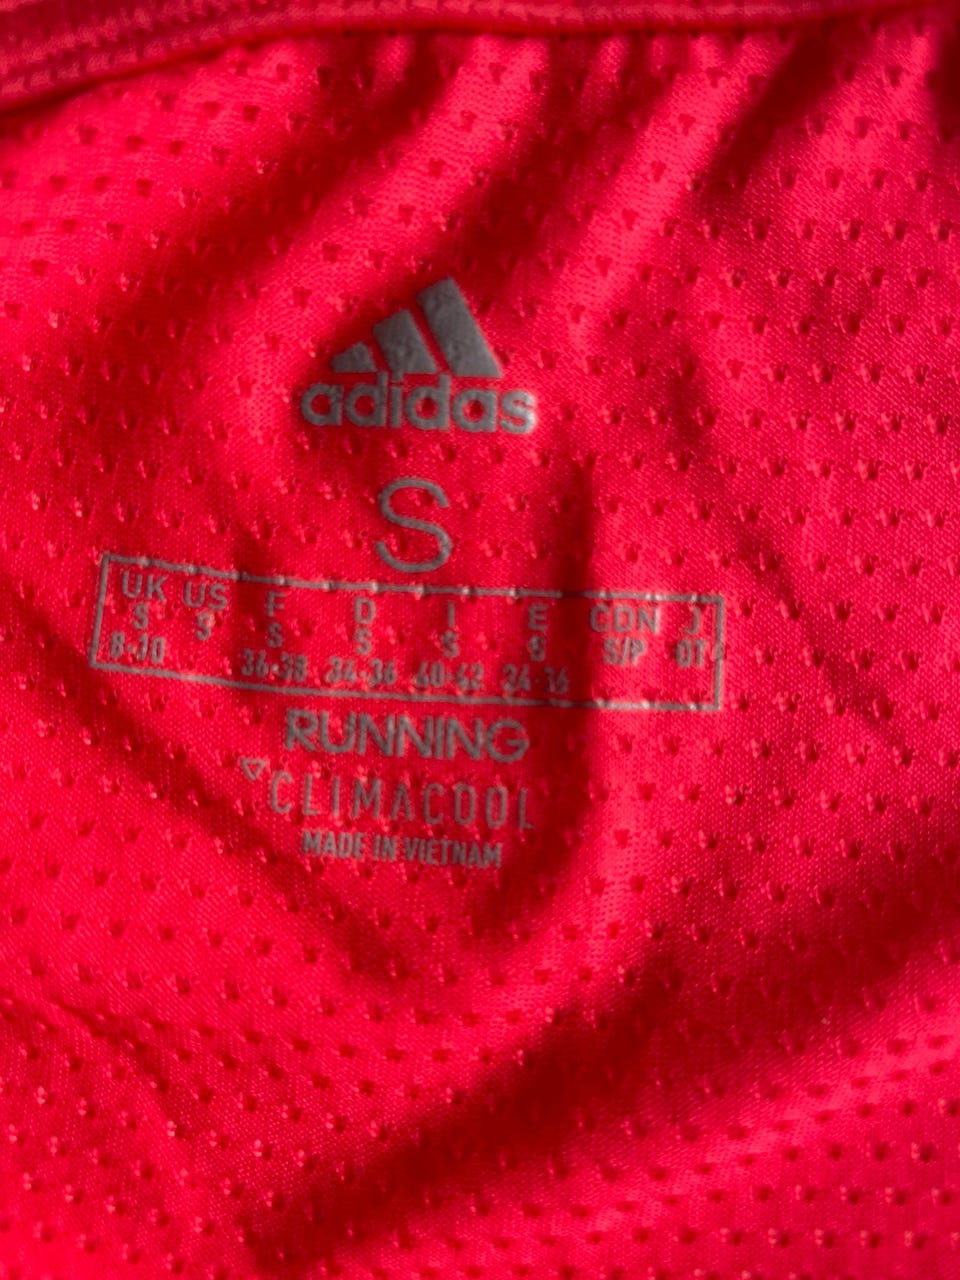 adidas
S
UK US F D I E CDN J
S S S S S S S/P OT
8-10 36-38 34-36 40-42 34-36
RUNNING
CLIMACOOL
MADE IN VIETNAM